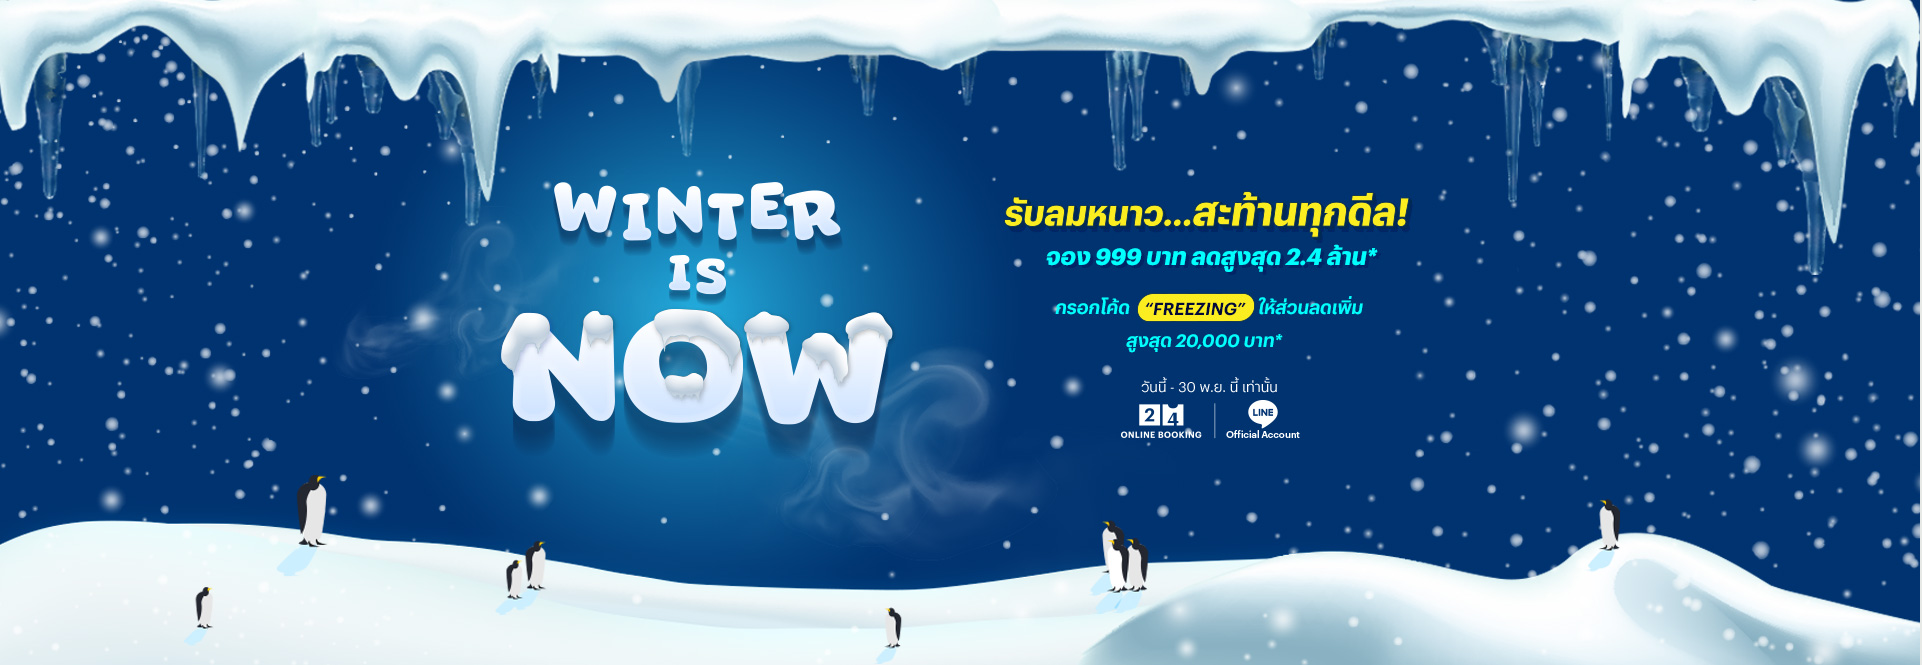 WINTER
IS
NOW
รับลมหนาว...สะท้านทุกดีล!
จอง 999 บาท ลดสูงสุด 2.4 ล้าน*
กรอกโค้ด “FREEZING” ให้ส่วนลดเพิ่ม
สูงสุด 20,000 บาท*
วันนี้ - 30 พ.ย. นี้ เท่านั้น
24 LINE
ONLINE BOOKING Official Account